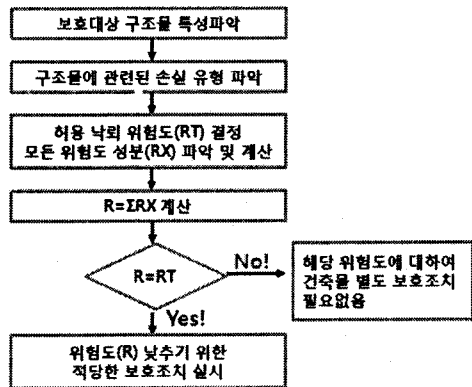 보호대상 구조물 특성파악
구조물에 관련된 손실 유형 파악
허용 낙뢰 위험도(RT) 결정
모든 위험도 성분(RX) 파악 및 계산
R=ΣRX 계산
R=RT
No!
해당 위험도에 대하여
건축물 별도 보호조치
필요없음
Yes!
위험도(R) 낮추기 위한
적당한 보호조치 실시